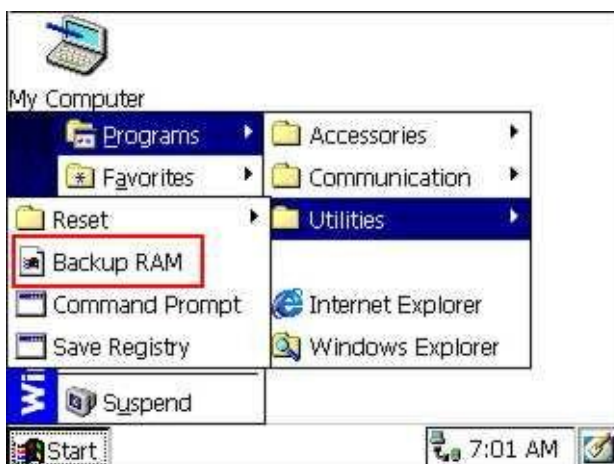 My Computer
Programs
Accessories
Favorites
Communication
Reset
Utilities
Backup RAM
Command Prompt
Internet Explorer
Save Registry
Windows Explorer
Wi
Suspend
Start
7:01 AM